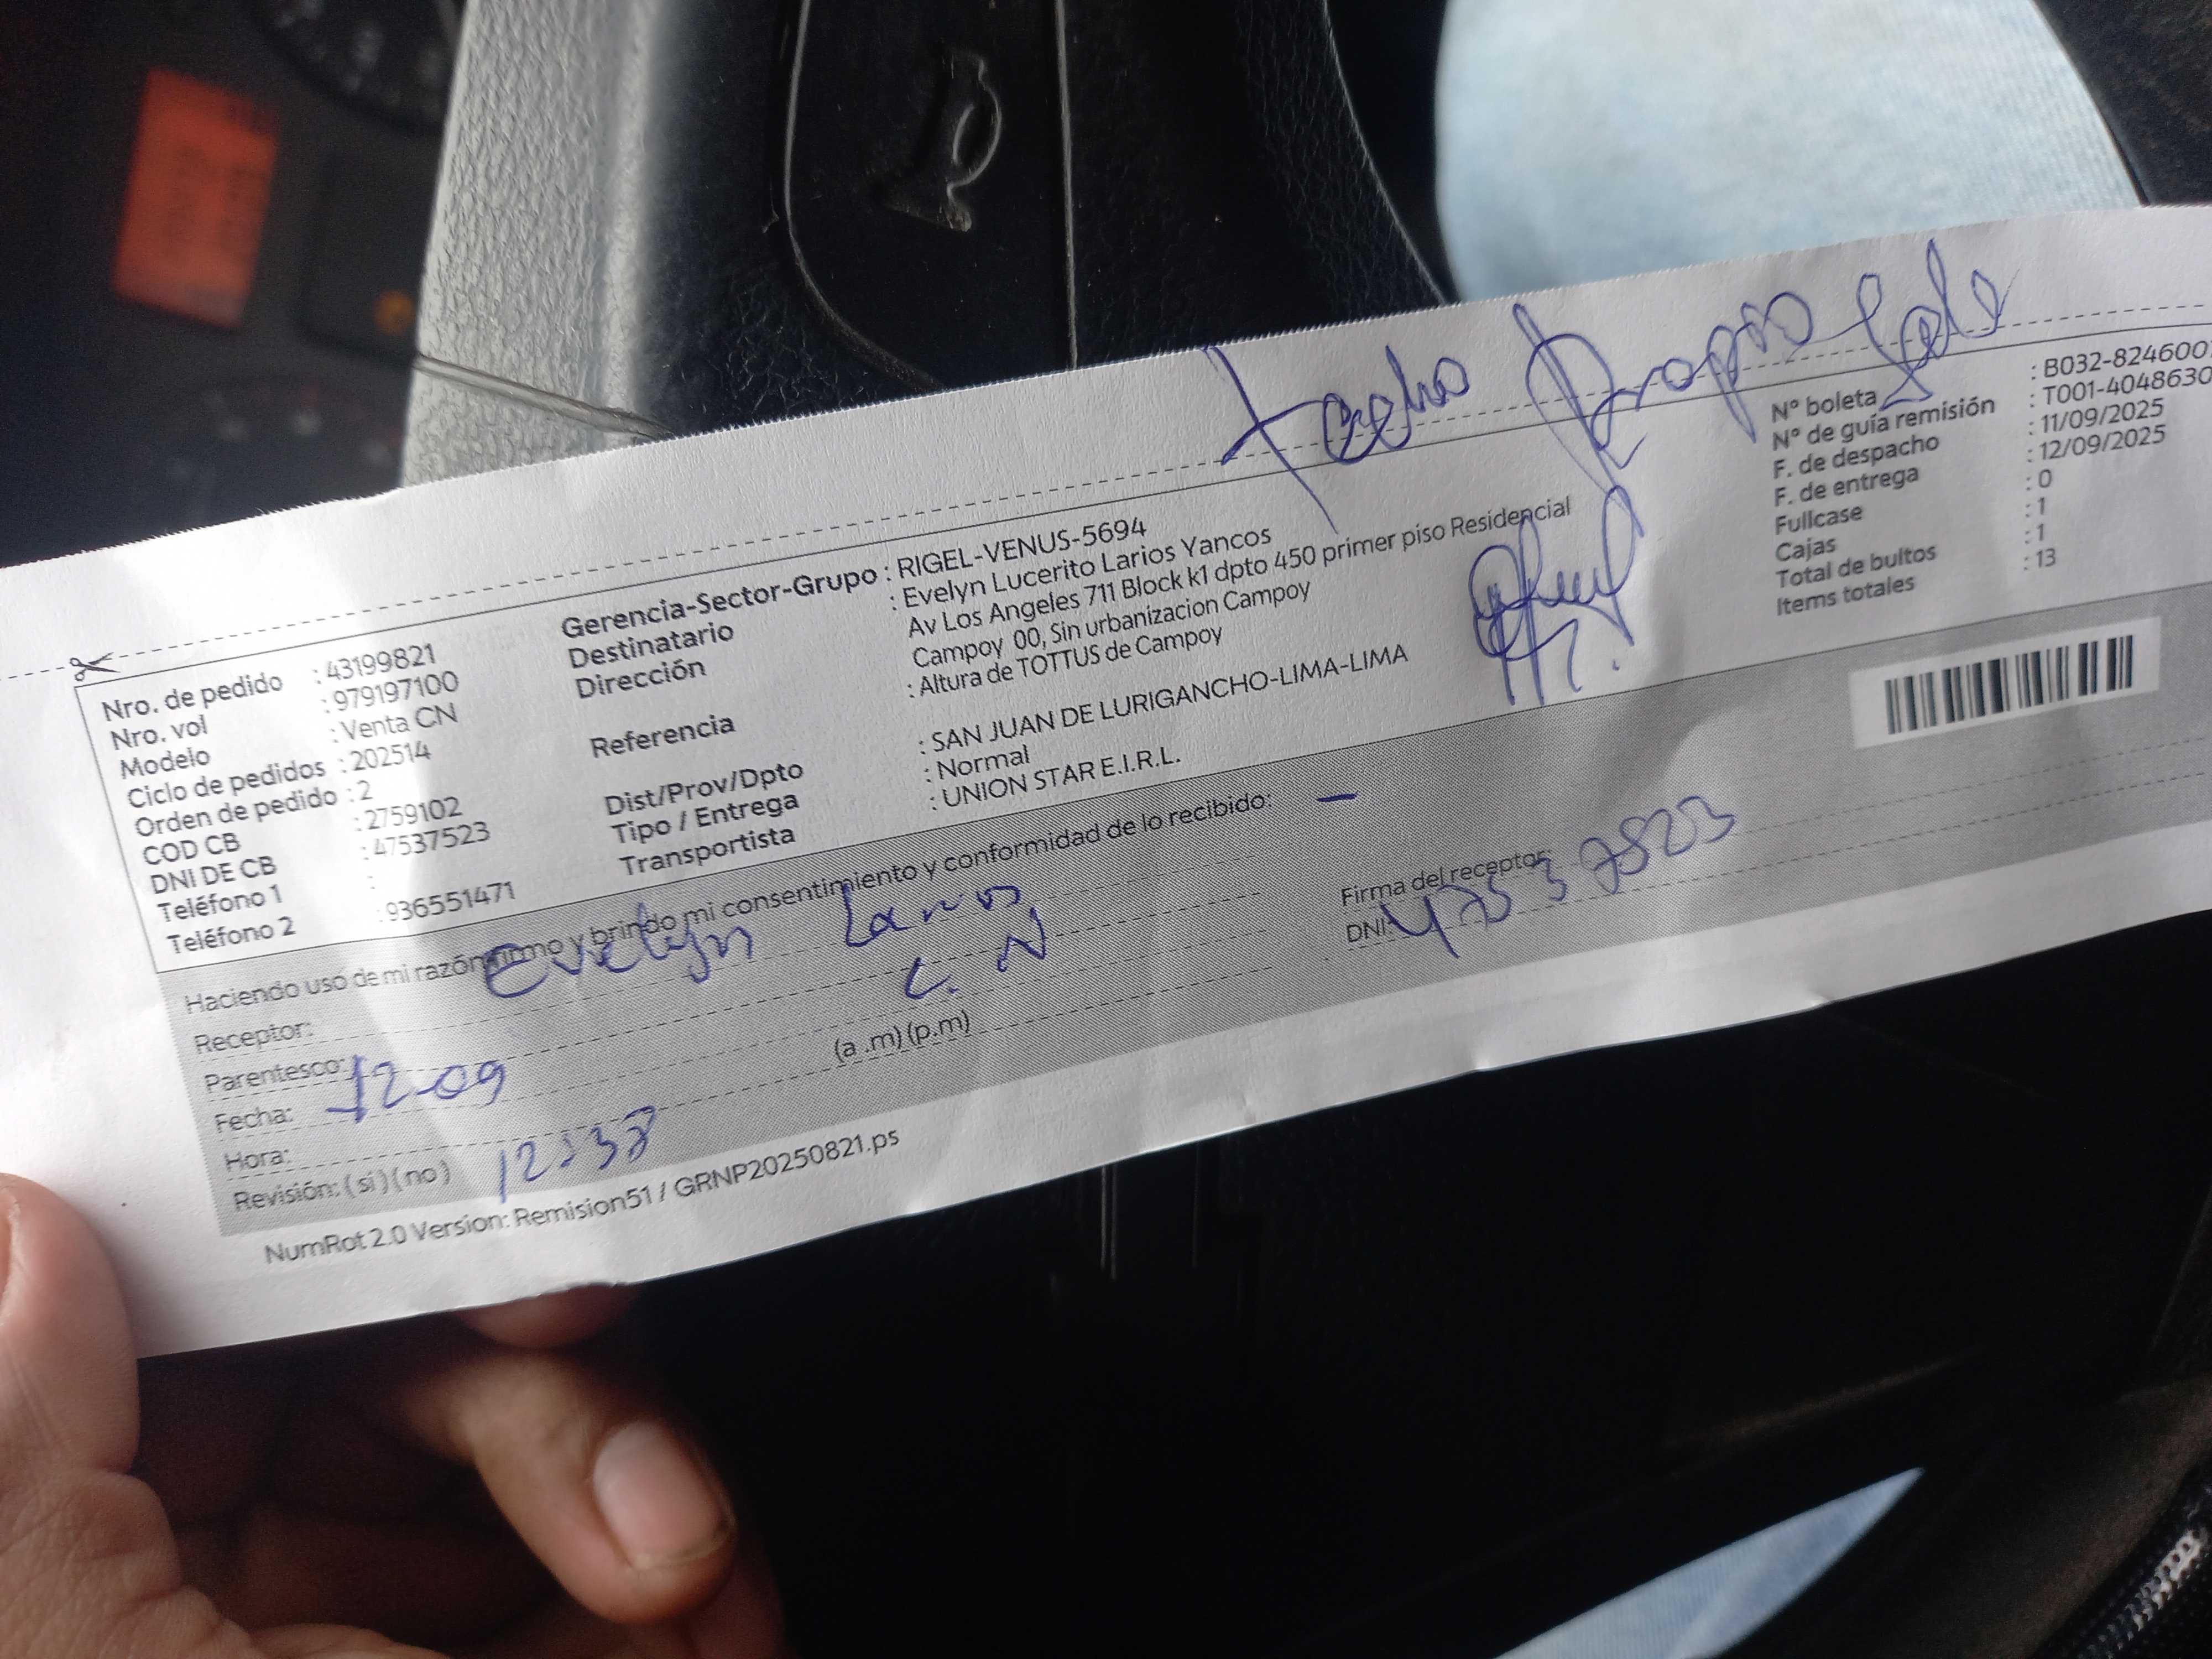 Techo Propio
Nro. de pedido : 43199821
Nro. vol : 979197100
Modelo : Venta CN
Ciclo de pedidos : 202514
Orden de pedido : 2
COD CB : 2759102
DNI DE CB : 47537523
Teléfono 1 :
Teléfono 2 : 936551471
Gerencia-Sector-Grupo : RIGEL-VENUS-5694
Destinatario : Evelyn Lucerito Larios Yancos
Dirección Av Los Angeles 711 Block k1 dpto 450 primer piso Residencial
Campoy 00, Sin urbanizacion Campoy
Referencia : Altura de TOTTUS de Campoy
Dist/Prov/Dpto : SAN JUAN DE LURIGANCHO-LIMA-LIMA
Tipo / Entrega : Normal
Transportista : UNION STAR E.I.R.L.
N° boleta : B032-8246007
N° de guía remisión : T001-4048630
F. de despacho : 11/09/2025
F. de entrega : 12/09/2025
Fullcase : 0
Cajas : 1
Total de bultos : 1
Items totales : 13
Haciendo uso de mi razón firmo y brindo mi consentimiento y conformidad de lo recibido: -
Receptor: Evelyn Larios
Firma del receptor:
Parentesco: C. N
DNI: 47537523
Fecha: 12-09
Hora: 12:38 (a .m) (p.m)
Revisión: ( si ) ( no )
NumRot 2.0 Version: Remision51 / GRNP20250821.ps